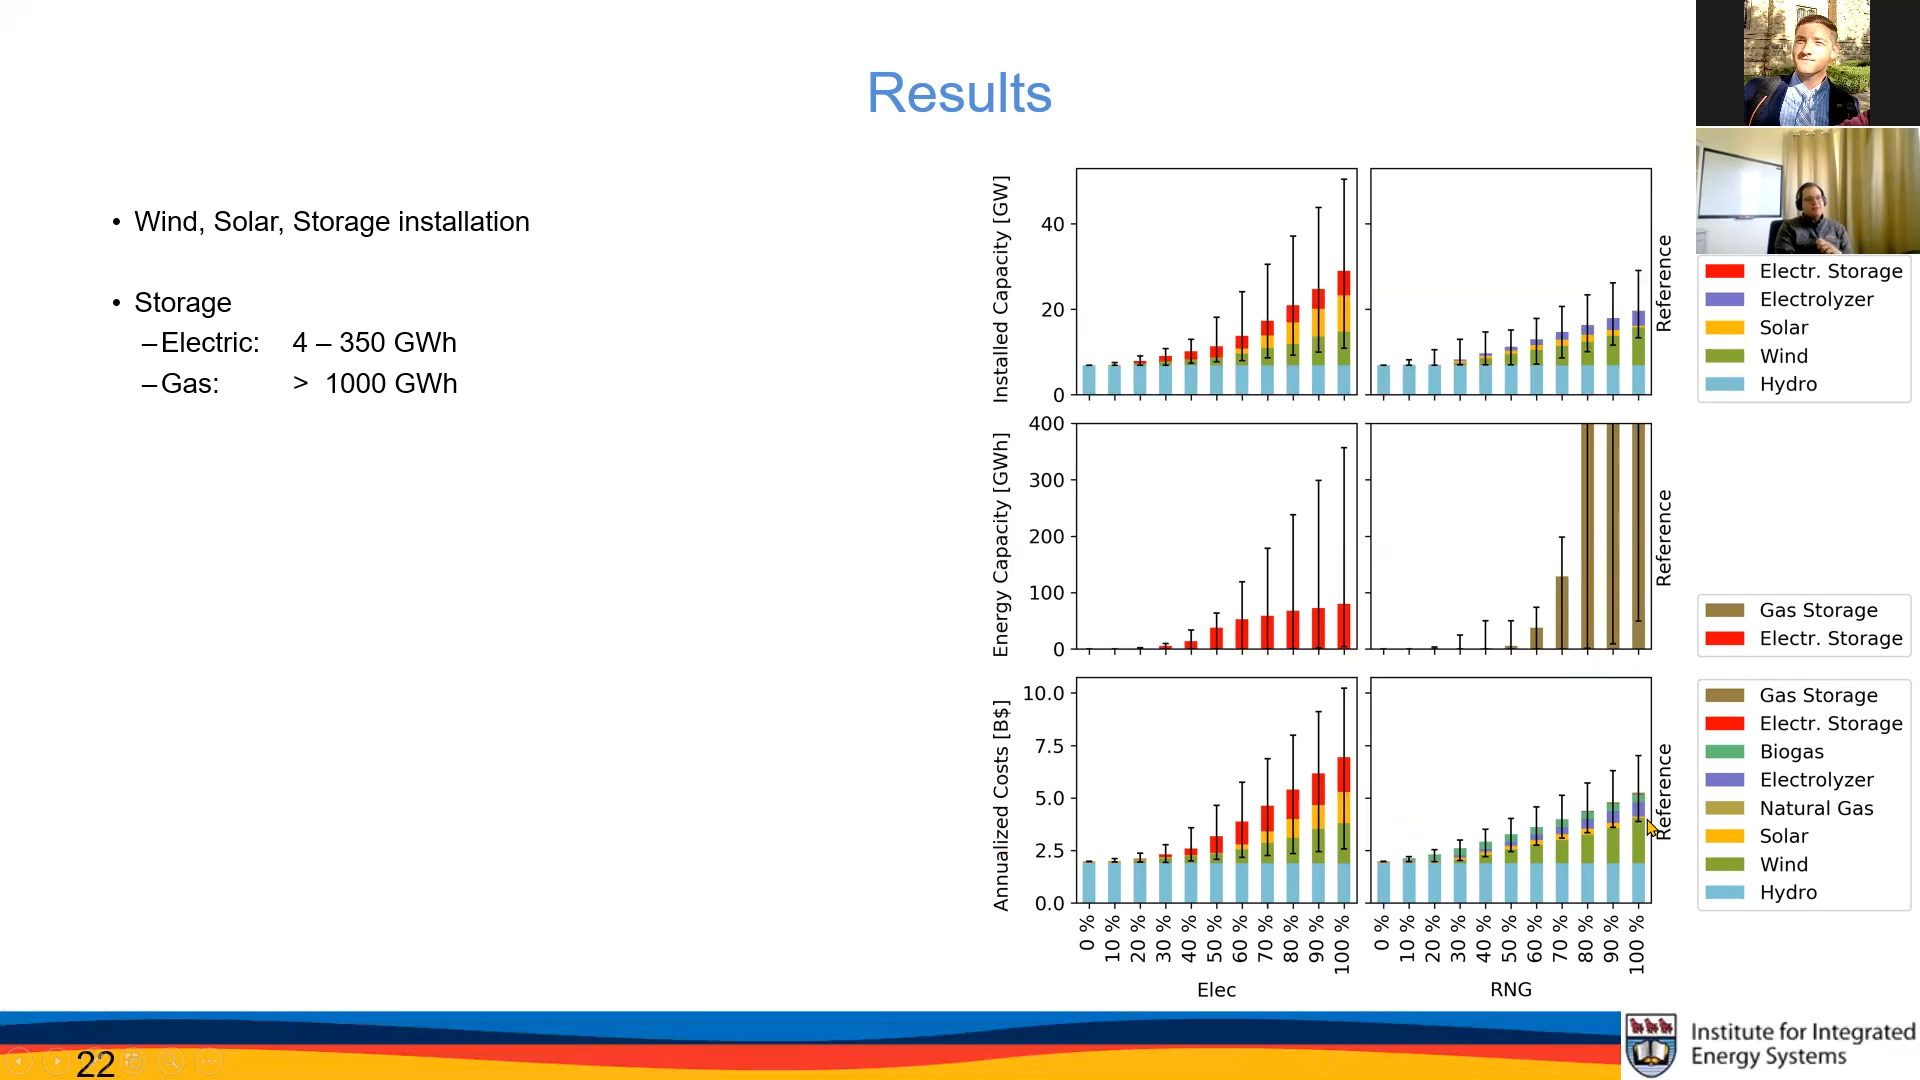 Results
• Wind, Solar, Storage installation
• Storage
–Electric: 4 – 350 GWh
–Gas: > 1000 GWh
Installed Capacity [GW]
40
20
0
Reference
Electr. Storage
Electrolyzer
Solar
Wind
Hydro
Energy Capacity [GWh]
400
300
200
100
0
Reference
Gas Storage
Electr. Storage
Annualized Costs [B$]
10.0
7.5
5.0
2.5
0.0
Reference
Gas Storage
Electr. Storage
Biogas
Electrolyzer
Natural Gas
Solar
Wind
Hydro
0 % 10 % 20 % 30 % 40 % 50 % 60 % 70 % 80 % 90 % 100 %
0 % 10 % 20 % 30 % 40 % 50 % 60 % 70 % 80 % 90 % 100 %
Elec
RNG
22
Institute for Integrated
Energy Systems